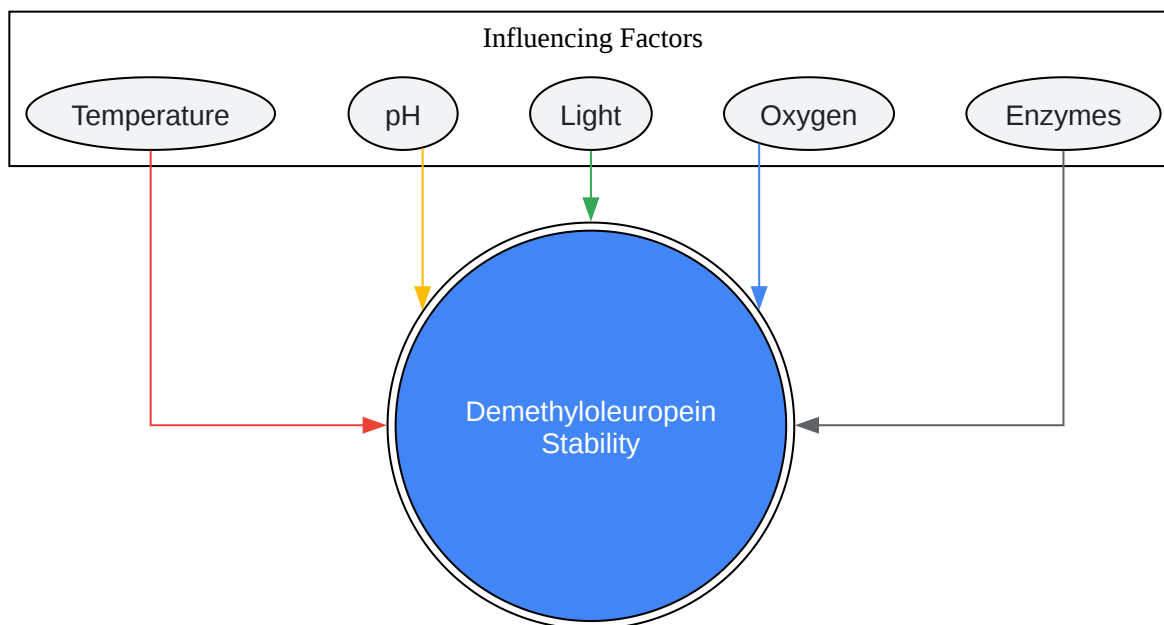 Influencing Factors
Temperature
pH
Light
Oxygen
Enzymes
Demethyloleuropein
Stability